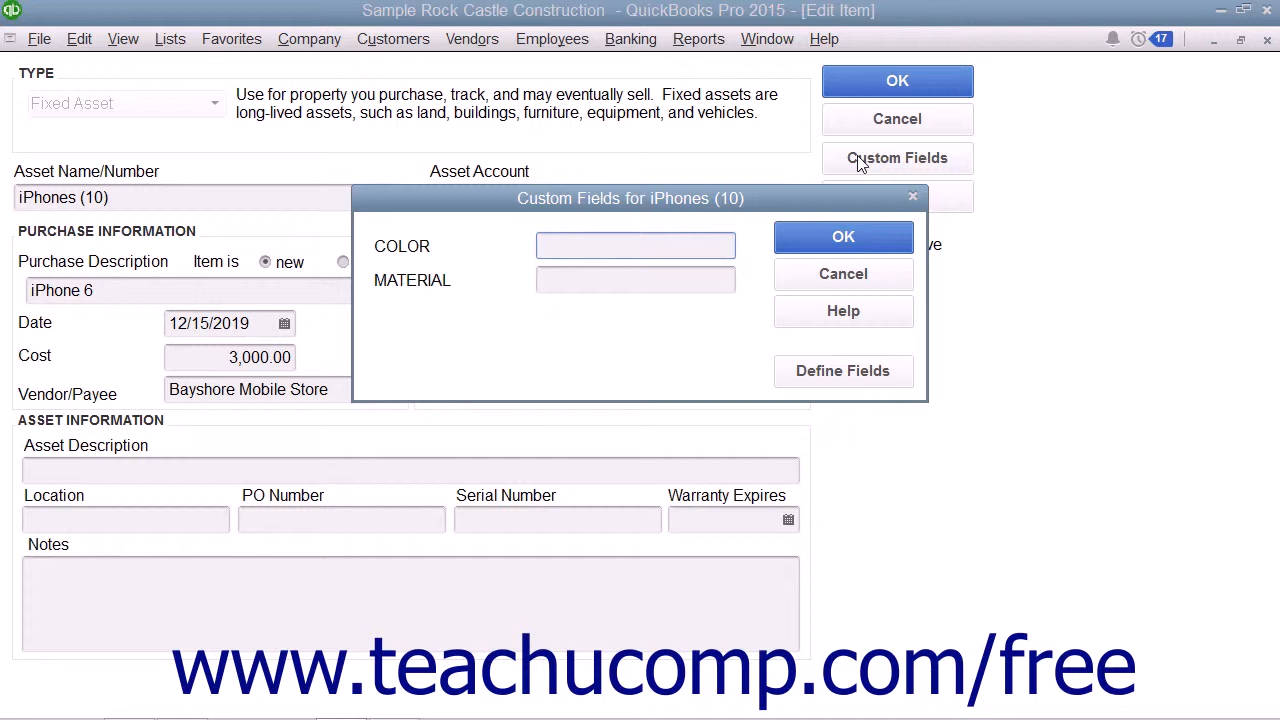 Sample Rock Castle Construction - QuickBooks Pro 2015 - [Edit Item]
File Edit View Lists Favorites Company Customers Vendors Employees Banking Reports Window Help 17
TYPE
Fixed Asset
Use for property you purchase, track, and may eventually sell. Fixed assets are
long-lived assets, such as land, buildings, furniture, equipment, and vehicles.
OK
Cancel
Custom Fields
Asset Name/Number
Asset Account
iPhones (10)
PURCHASE INFORMATION
Purchase Description Item is new
iPhone 6
Date 12/15/2019
Cost 3,000.00
Vendor/Payee Bayshore Mobile Store
Custom Fields for iPhones (10)
COLOR
MATERIAL
OK
Cancel
Help
Define Fields
ve
ASSET INFORMATION
Asset Description
Location PO Number Serial Number Warranty Expires
Notes
www.teachucomp.com/free